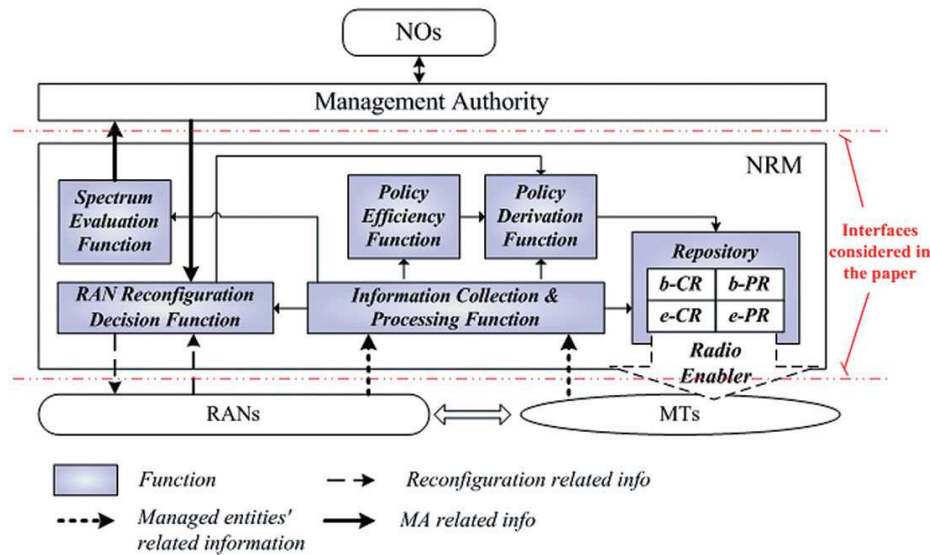 NOs
Management Authority
NRM
Spectrum
Evaluation
Function
Policy
Efficiency
Function
Policy
Derivation
Function
Repository
b-CR
b-PR
e-CR
e-PR
RAN Reconfiguration
Decision Function
Information Collection &
Processing Function
Radio
Enabler
Interfaces
considered in
the paper
RANs
MTs
Function
Reconfiguration related info
Managed entities'
related information
MA related info